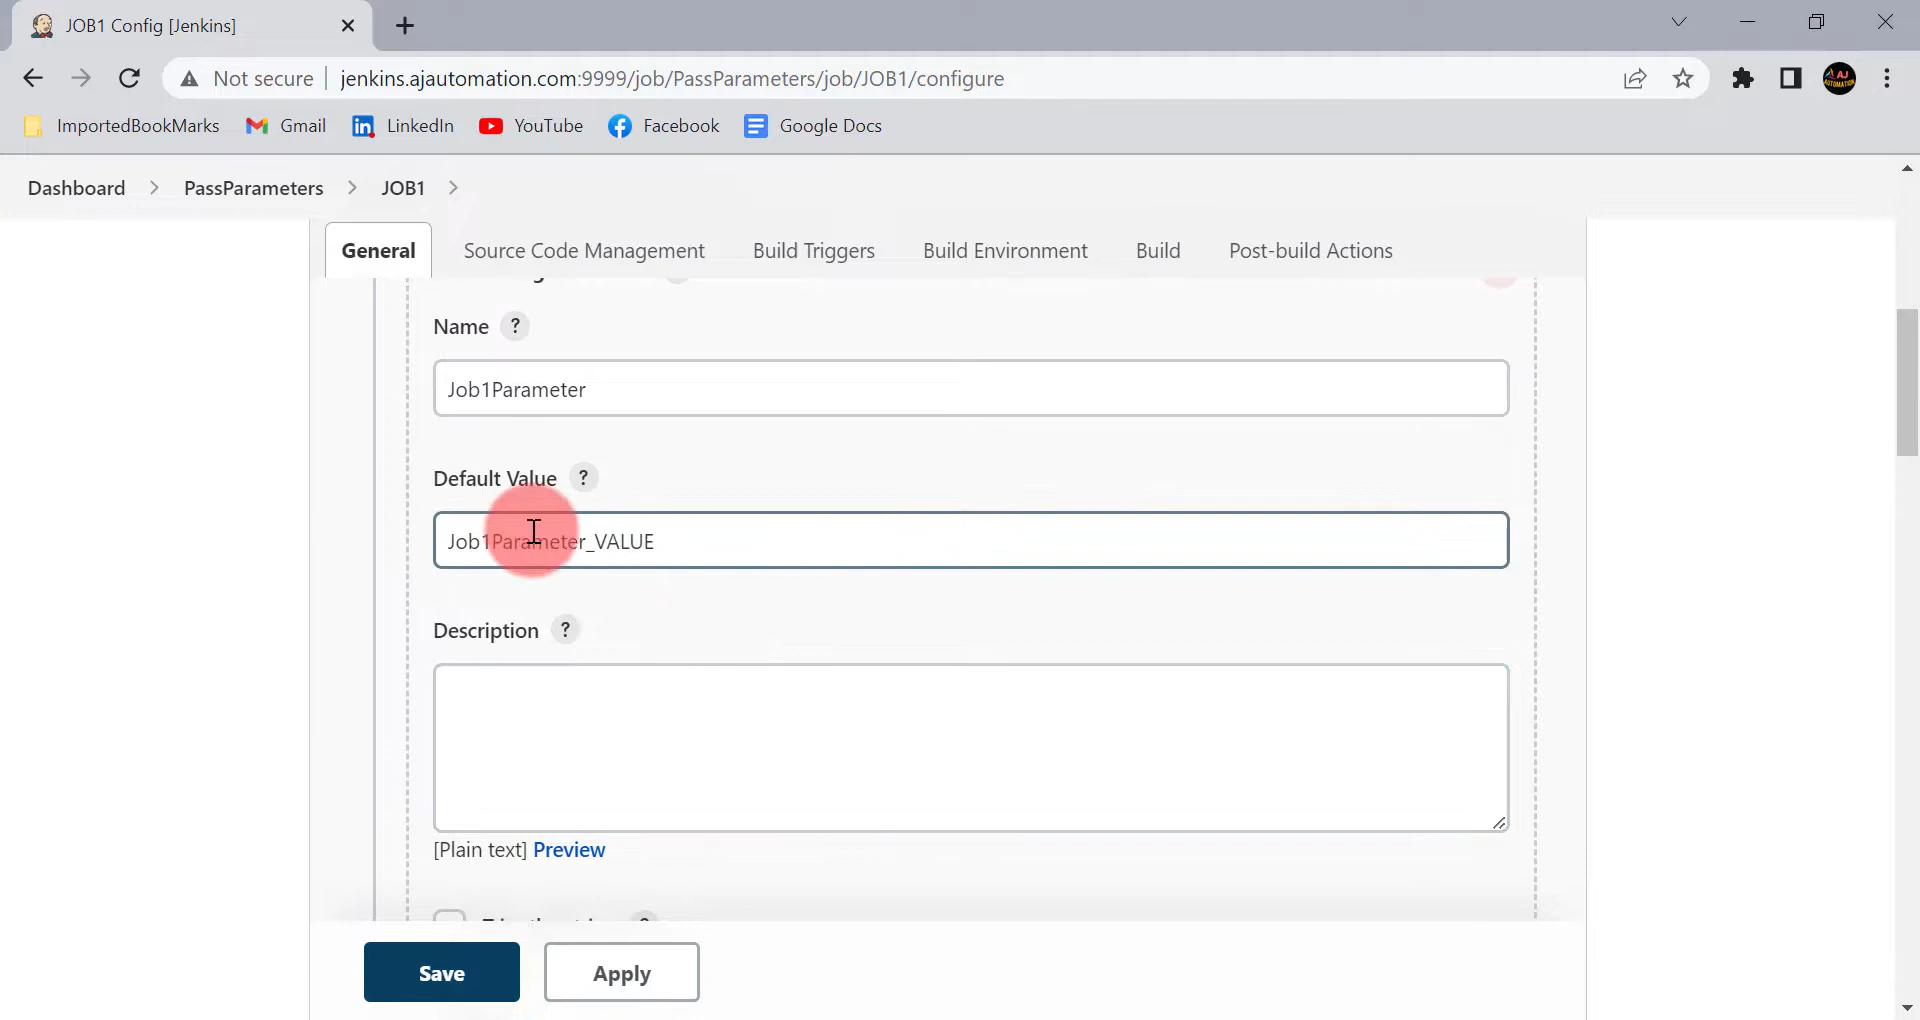 JOB1 Config [Jenkins]
Not secure jenkins.ajautomation.com:9999/job/PassParameters/job/JOB1/configure
ImportedBookMarks Gmail LinkedIn YouTube Facebook Google Docs
Dashboard PassParameters JOB1
General Source Code Management Build Triggers Build Environment Build Post-build Actions
Name ?
Job1Parameter
Default Value ?
Job1Parameter_VALUE
Description ?
[Plain text] Preview
Save Apply